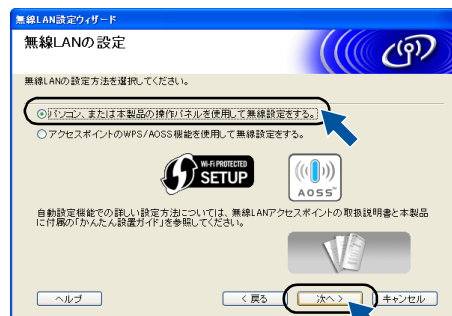 無線LAN設定ウィザード
無線LANの設定
無線LANの設定方法を選択してください。
パソコン、または本製品の操作パネルを使用して無線設定をする。
アクセスポイントのWPS/AOSS機能を使用して無線設定をする。
Wi-Fi PROTECTED
SETUP
AOSS™
自動設定機能での詳しい設定方法については、無線LANアクセスポイントの取扱説明書と本製品
に付属の「かんたん設置ガイド」を参照してください。
ヘルプ
< 戻る
次へ >
キャンセル